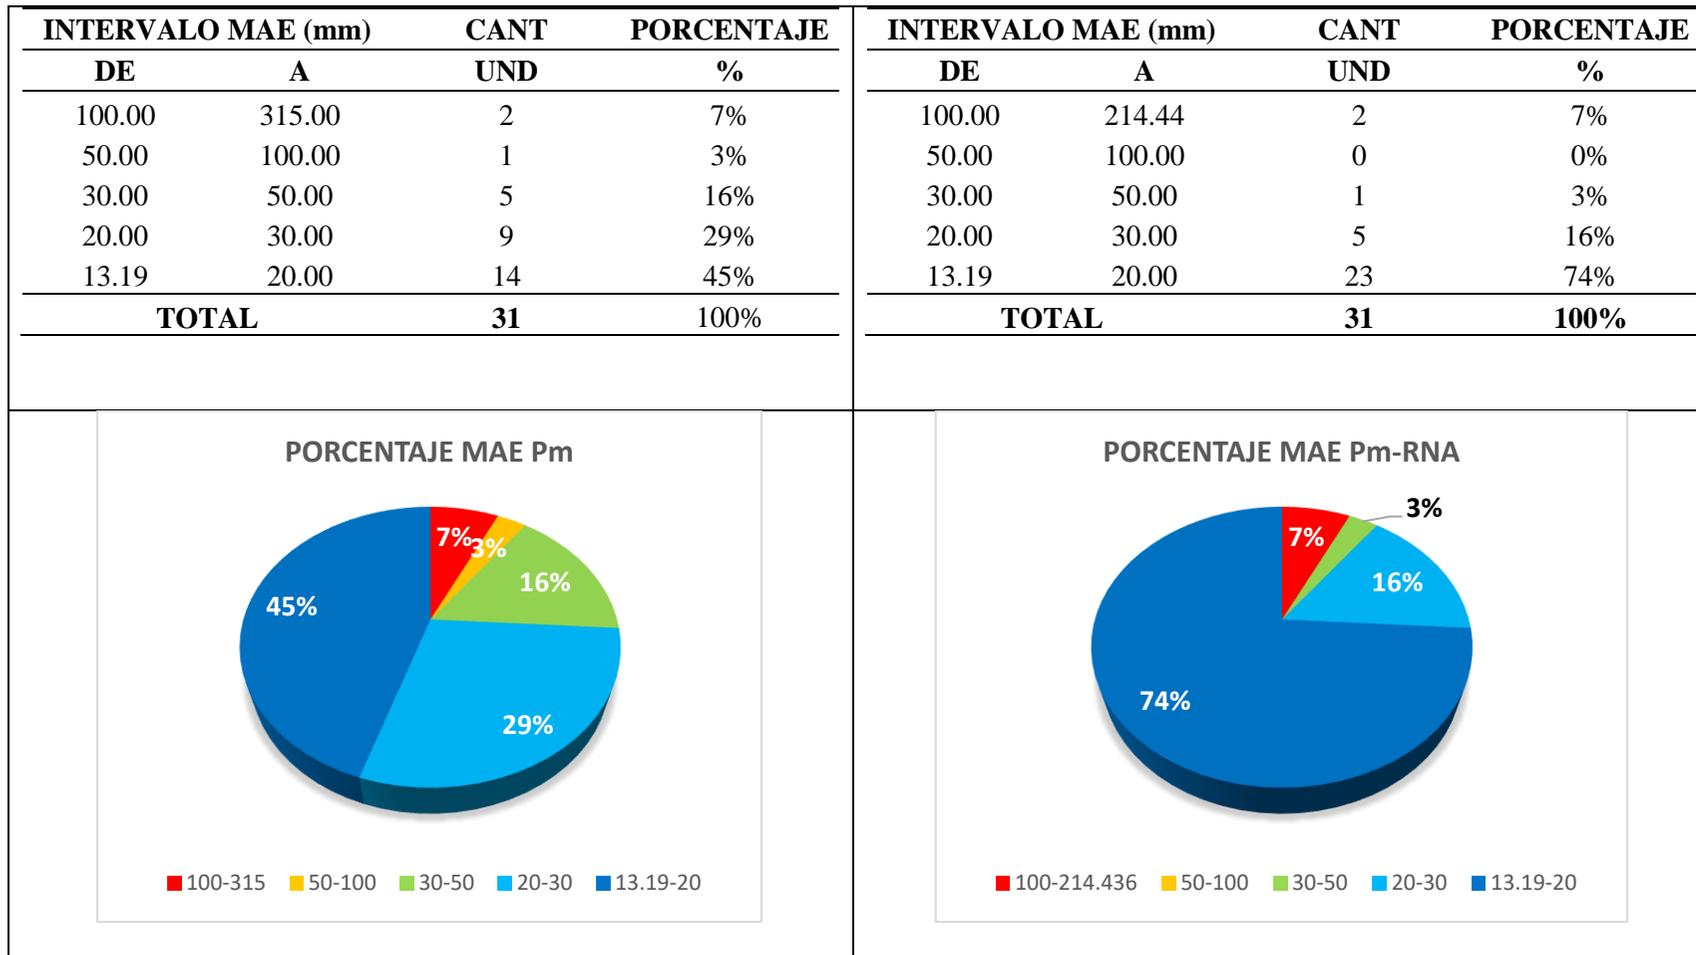 INTERVALO MAE (mm) CANT PORCENTAJE
DE A UND %
100.00 315.00 2 7%
50.00 100.00 1 3%
30.00 50.00 5 16%
20.00 30.00 9 29%
13.19 20.00 14 45%
TOTAL 31 100%
INTERVALO MAE (mm) CANT PORCENTAJE
DE A UND %
100.00 214.44 2 7%
50.00 100.00 0 0%
30.00 50.00 1 3%
20.00 30.00 5 16%
13.19 20.00 23 74%
TOTAL 31 100%
PORCENTAJE MAE Pm
7%
3%
16%
45%
29%
100-315 50-100 30-50 20-30 13.19-20
PORCENTAJE MAE Pm-RNA
3%
7%
16%
74%
100-214.436 50-100 30-50 20-30 13.19-20